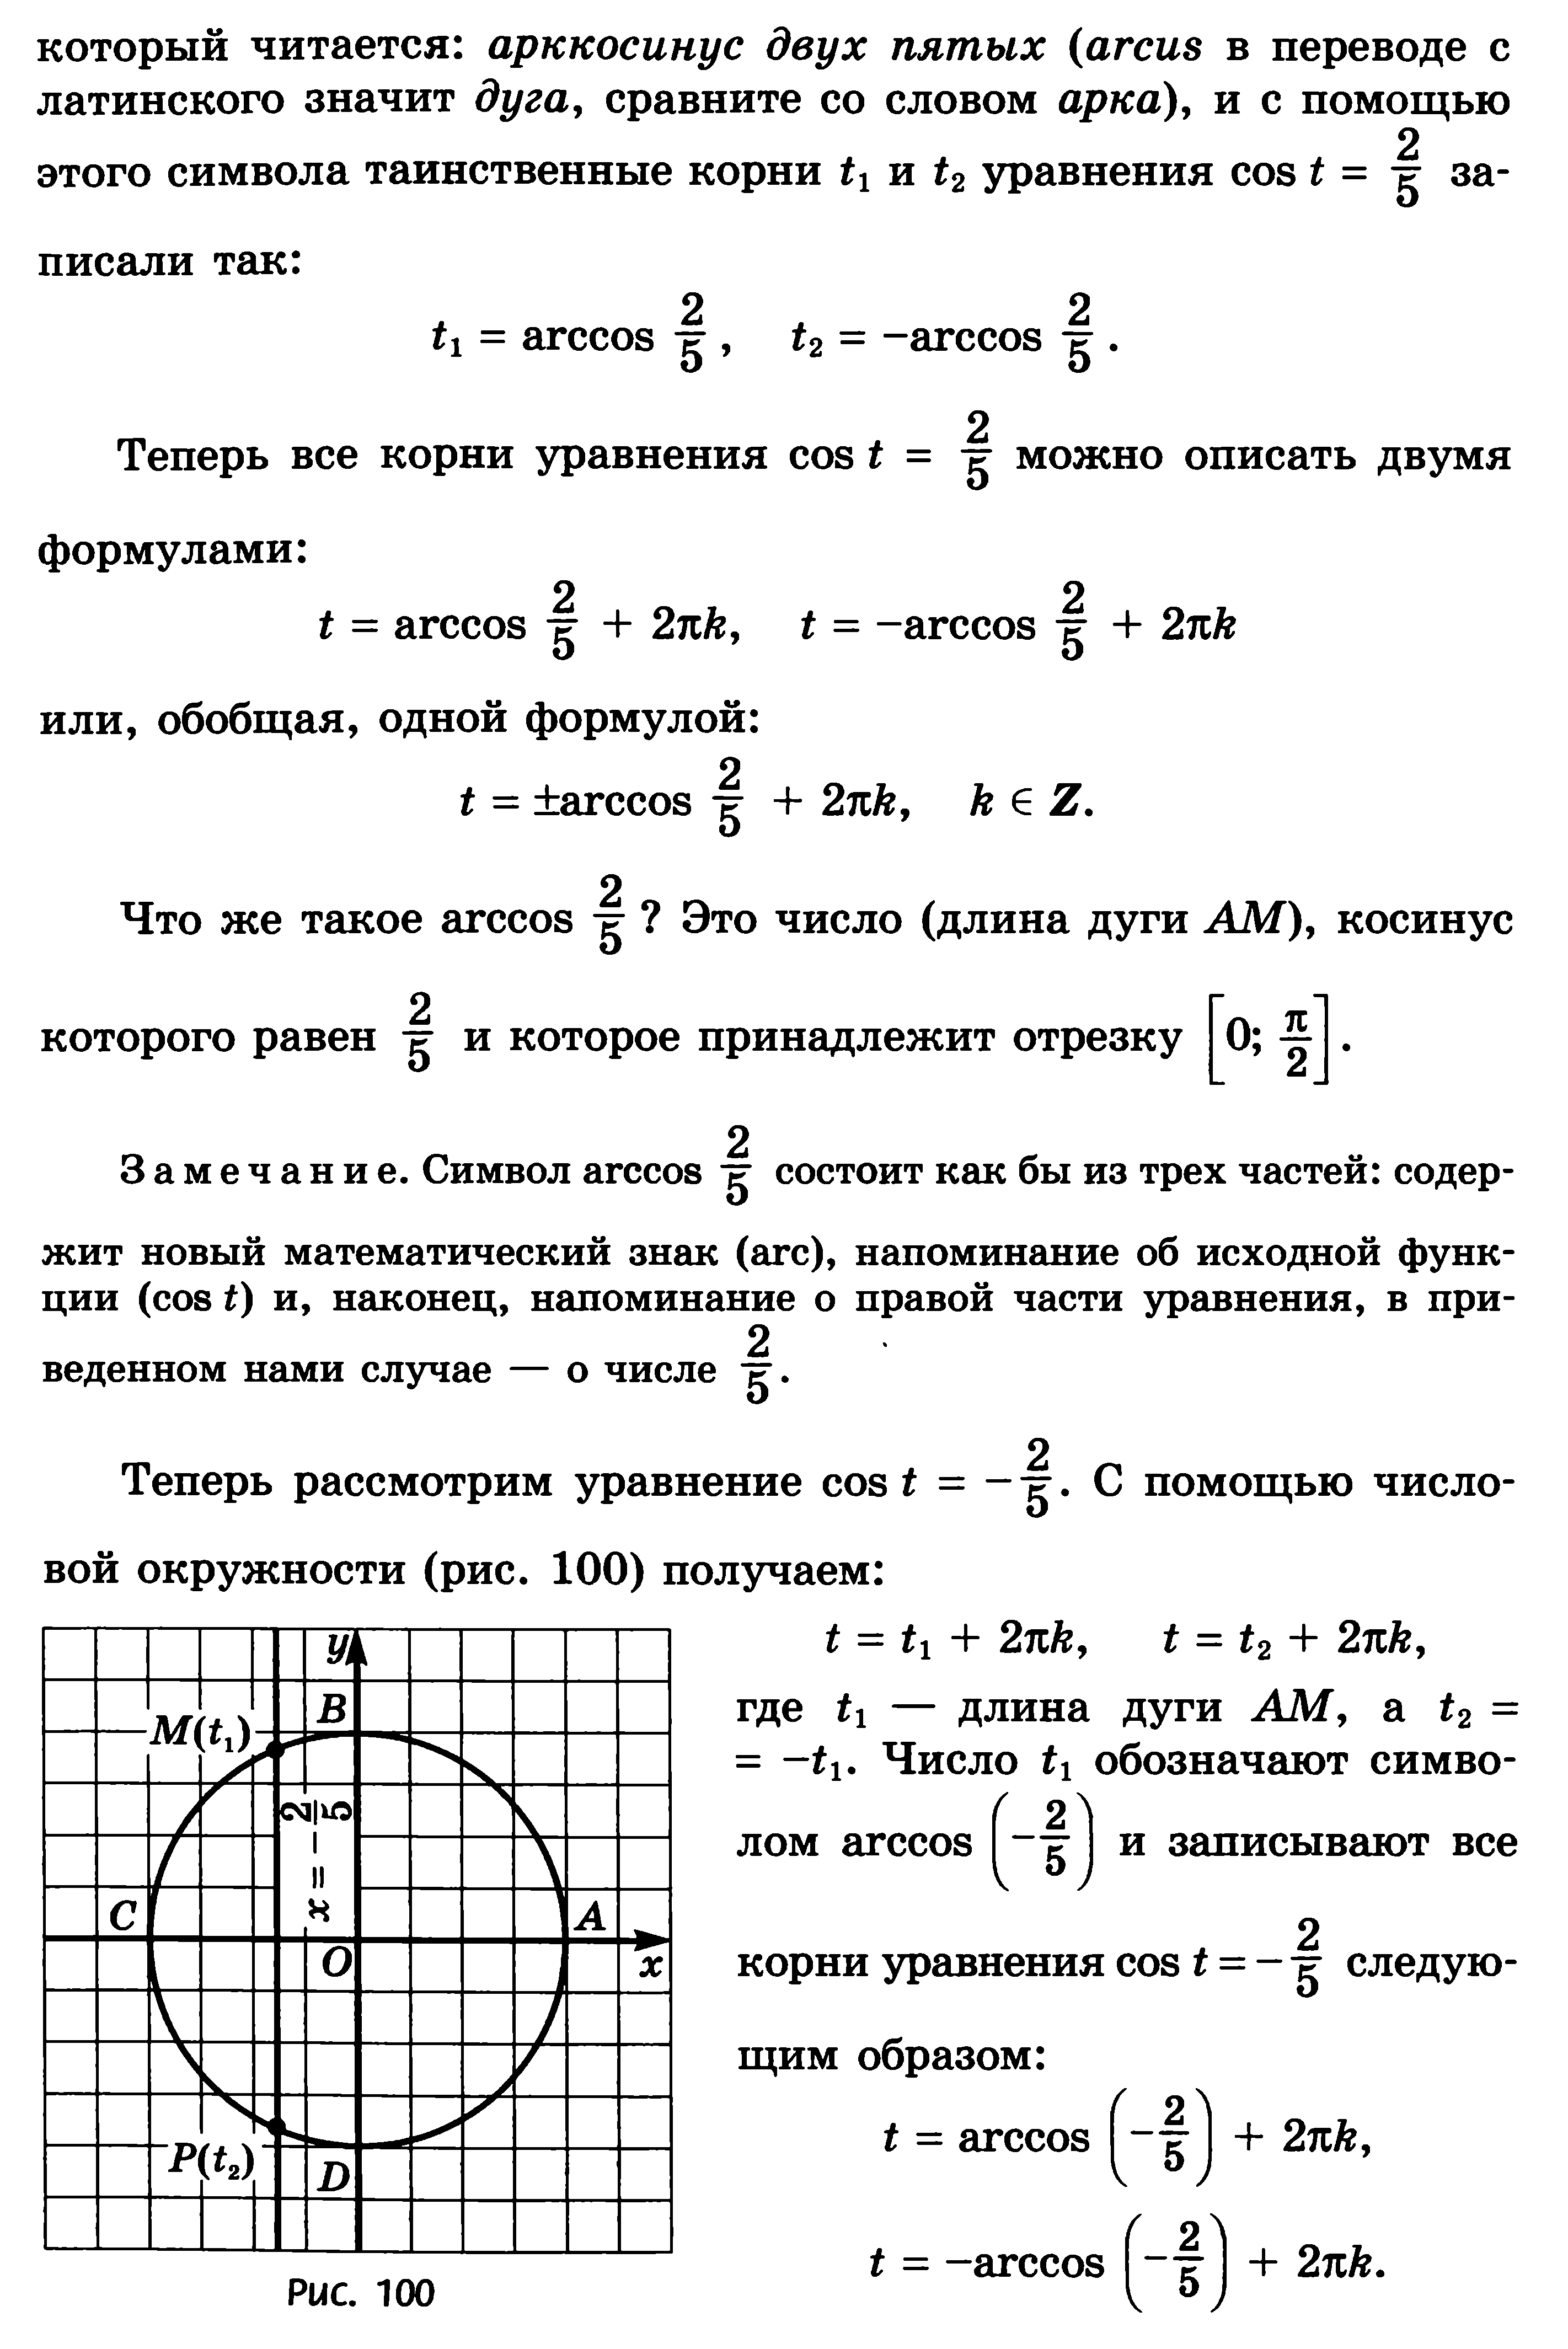 который читается: арккосинус двух пятых (arcus в переводе с
латинского значит дуга, сравните со словом арка), и с помощью
этого символа таинственные корни t₁ и t₂ уравнения cos t = 2/5 за-
писали так:
t₁ = arccos 2/5, t₂ = −arccos 2/5.
Теперь все корни уравнения cos t = 2/5 можно описать двумя
формулами:
t = arccos 2/5 + 2πk, t = −arccos 2/5 + 2πk
или, обобщая, одной формулой:
t = ±arccos 2/5 + 2πk, k ∈ Z.
Что же такое arccos 2/5? Это число (длина дуги AM), косинус
которого равен 2/5 и которое принадлежит отрезку [0; π/2].
Замечание. Символ arccos 2/5 состоит как бы из трех частей: содер-
жит новый математический знак (arc), напоминание об исходной функ-
ции (cos t) и, наконец, напоминание о правой части уравнения, в при-
веденном нами случае — о числе 2/5.
Теперь рассмотрим уравнение cos t = −2/5. С помощью число-
вой окружности (рис. 100) получаем:
y
B
M(t₁)
x = −2/5
C
A
O
x
P(t₂)
D
Рис. 100
t = t₁ + 2πk, t = t₂ + 2πk,
где t₁ — длина дуги AM, а t₂ =
= −t₁. Число t₁ обозначают симво-
лом arccos (−2/5) и записывают все
корни уравнения cos t = −2/5 следую-
щим образом:
t = arccos (−2/5) + 2πk,
t = −arccos (−2/5) + 2πk.